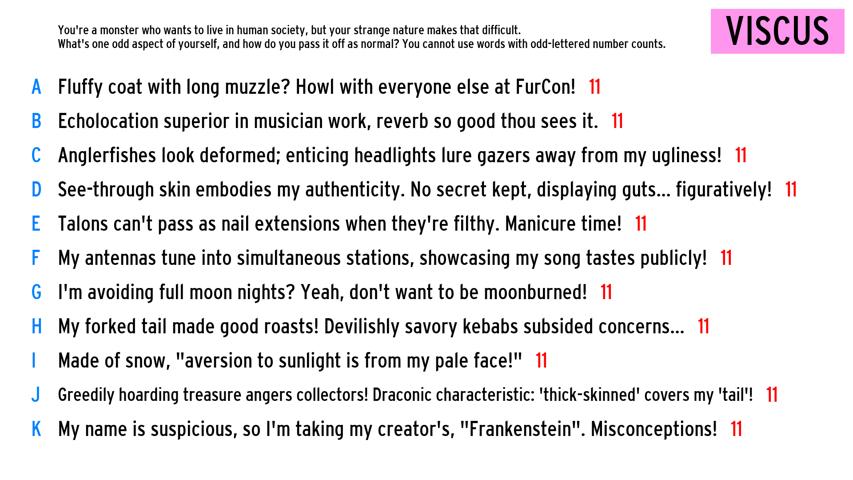 You're a monster who wants to live in human society, but your strange nature makes that difficult.
What's one odd aspect of yourself, and how do you pass it off as normal? You cannot use words with odd-lettered number counts.
VISCUS
A Fluffy coat with long muzzle? Howl with everyone else at FurCon! 11
B Echolocation superior in musician work, reverb so good thou sees it. 11
C Anglerfishes look deformed; enticing headlights lure gazers away from my ugliness! 11
D See-through skin embodies my authenticity. No secret kept, displaying guts... figuratively! 11
E Talons can't pass as nail extensions when they're filthy. Manicure time! 11
F My antennas tune into simultaneous stations, showcasing my song tastes publicly! 11
G I'm avoiding full moon nights? Yeah, don't want to be moonburned! 11
H My forked tail made good roasts! Devilishly savory kebabs subsided concerns... 11
I Made of snow, "aversion to sunlight is from my pale face!" 11
J Greedily hoarding treasure angers collectors! Draconic characteristic: 'thick-skinned' covers my 'tail'! 11
K My name is suspicious, so I'm taking my creator's, "Frankenstein". Misconceptions! 11